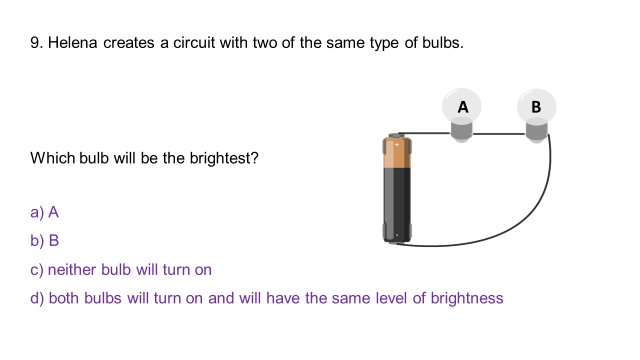 9. Helena creates a circuit with two of the same type of bulbs.
A
B
Which bulb will be the brightest?
a) A
b) B
c) neither bulb will turn on
d) both bulbs will turn on and will have the same level of brightness